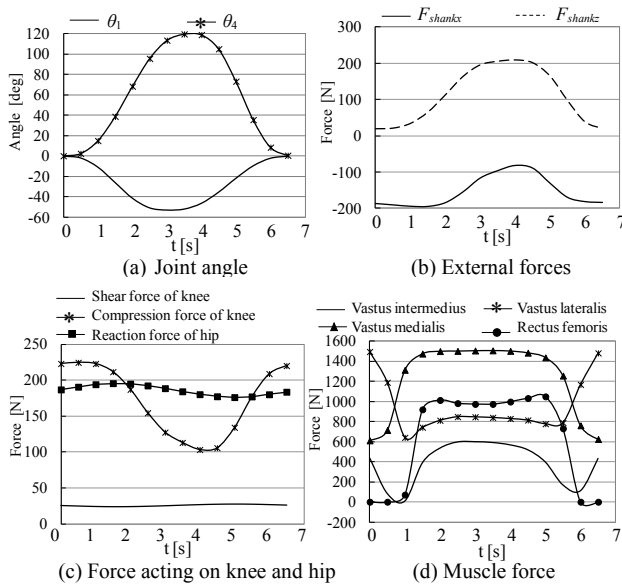 θ1 θ4
Angle [deg]
120
100
80
60
40
20
0
-20
-40
-60
0 1 2 3 4 5 6 7
t [s]
(a) Joint angle
Fshankx Fshankz
Force [N]
300
200
100
0
-100
-200
0 1 2 3 4 5 6 7
t [s]
(b) External forces
Shear force of knee
Compression force of knee
Reaction force of hip
Force [N]
250
200
150
100
50
0
0 1 2 3 4 5 6 7
t [s]
(c) Force acting on knee and hip
Vastus intermedius Vastus lateralis
Vastus medialis Rectus femoris
Force [N]
1600
1400
1200
1000
800
600
400
200
0
-200
0 1 2 3 4 5 6 7
t [s]
(d) Muscle force